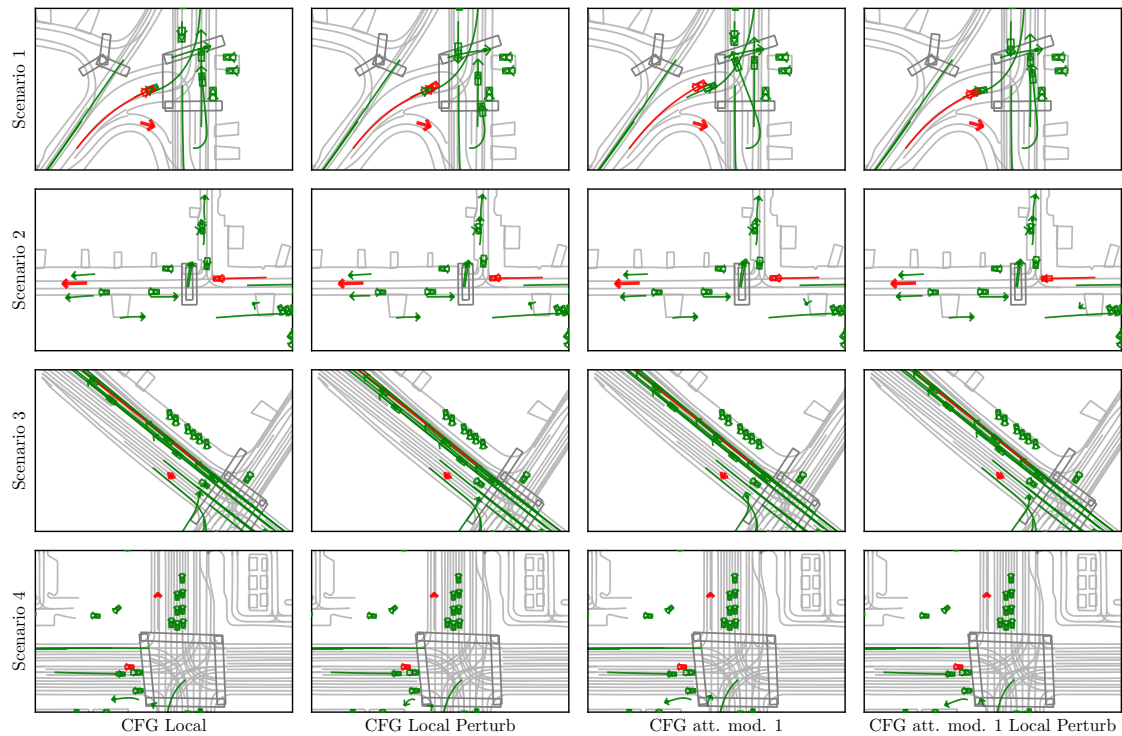 Scenario 1
Scenario 2
Scenario 3
Scenario 4
CFG Local
CFG Local Perturb
CFG att. mod. 1
CFG att. mod. 1 Local Perturb